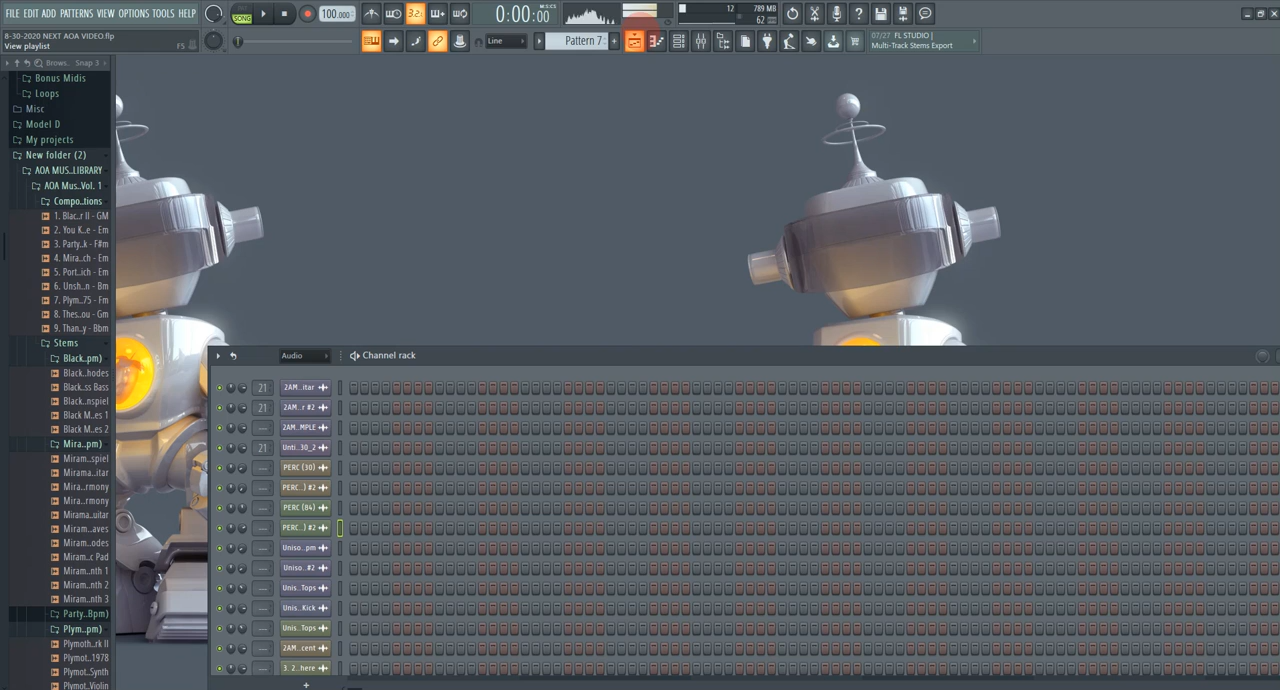 FILE EDIT ADD PATTERNS VIEW OPTIONS TOOLS HELP
SONG
100.000
3.2.
0:00:00
M:S:CS
12
789 MB
62
8-30-2020 NEXT AOA VIDEO.flp
View playlist
F5
Line
Pattern 7
07/27 FL STUDIO |
Multi-Track Stems Export
Brows.. Snap 3
Bonus Midis
Loops
Misc
Model D
My projects
New folder (2)
AOA MUS..LIBRARY
AOA Mus..Vol. 1
Compo..tions
1. Blac..r II - GM
2. You K..e - Em
3. Party..k - F#m
4. Mira..ch - Em
5. Port..ich - Em
6. Unsh..n - Bm
7. Plym..75 - Fm
8. Thes..ou - Gm
9. Than..y - Bbm
Stems
Black..pm)
Black..hodes
Black..ss Bass
Black..nspiel
Black M..es 1
Black M..es 2
Mira..pm)
Miram..spiel
Mirama..itar
Mira..rmony
Mira..rmony
Mirama..uitar
Miram..aves
Miram..odes
Miram..c Pad
Miram..nth 1
Miram..nth 2
Miram..nth 3
Party..Bpm)
Plym..pm)
Plymoth..rk II
Plymot..1978
Plymot..Synth
Plymot..Violin
Audio
Channel rack
21 2AM..itar
21 2AM..r #2
2AM..MPLE
21 Unti..30_2
PERC (30)
PERC..) #2
PERC (84)
PERC..) #2
Uniso..pm
Uniso..#2
Unis..Tops
Unis..Kick
Unis..Tops
2AM..cent
3. 2..here
+